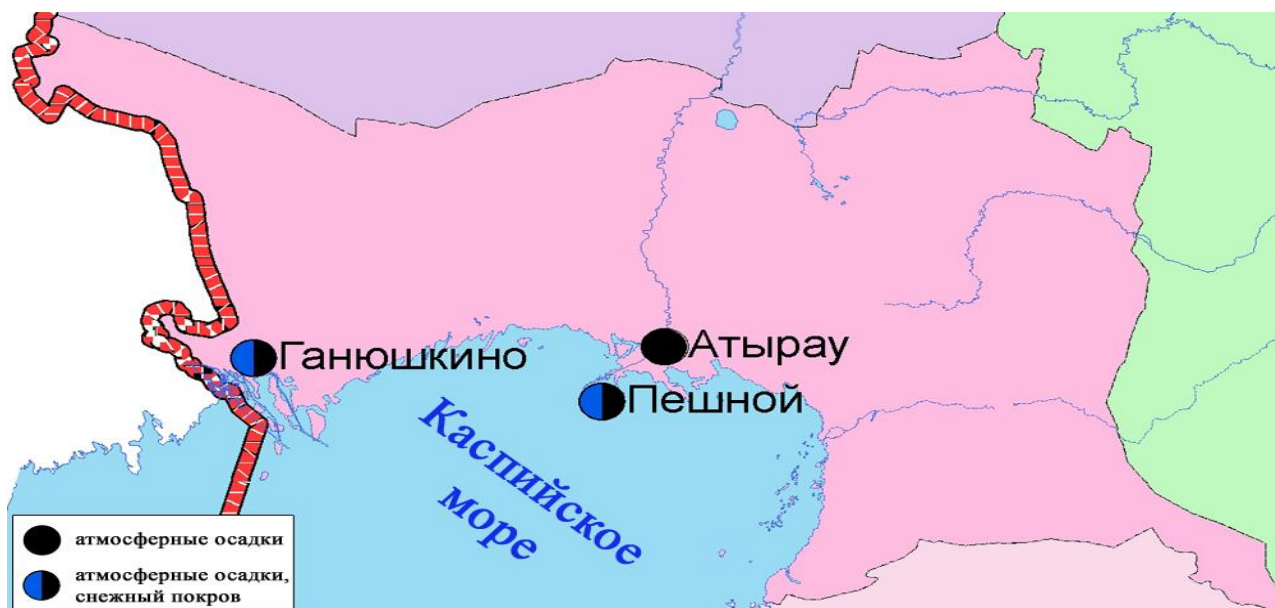 Атырау
Ганюшкино
Пешной
Каспийское
море
атмосферные осадки
атмосферные осадки,
снежный покров